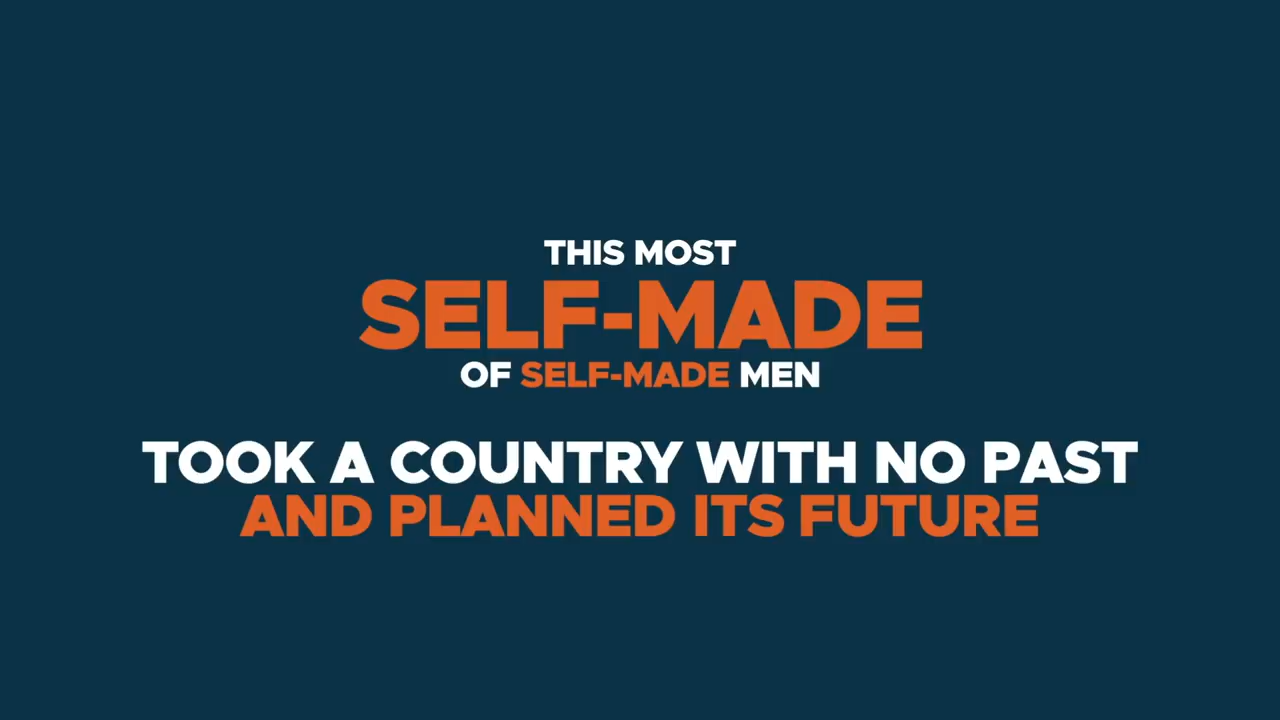 THIS MOST
SELF-MADE
OF SELF-MADE MEN
TOOK A COUNTRY WITH NO PAST
AND PLANNED ITS FUTURE